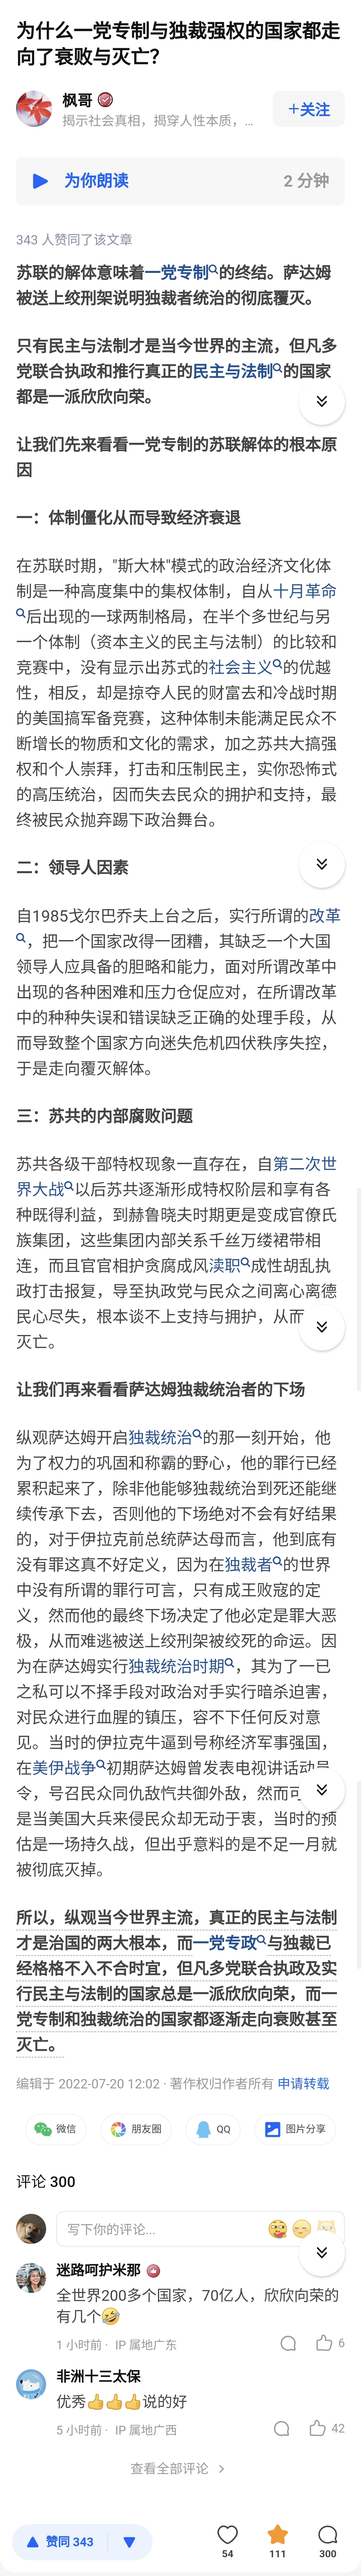 为什么一党专制与独裁强权的国家都走
向了衰败与灭亡？
枫哥
揭示社会真相，揭穿人性本质，...
+关注
为你朗读
2 分钟
343 人赞同了该文章
苏联的解体意味着一党专制的终结。萨达姆
被送上绞刑架说明独裁者统治的彻底覆灭。
只有民主与法制才是当今世界的主流，但凡多
党联合执政和推行真正的民主与法制的国家
都是一派欣欣向荣。
让我们先来看看一党专制的苏联解体的根本原
因
一：体制僵化从而导致经济衰退
在苏联时期，"斯大林"模式的政治经济文化体
制是一种高度集中的集权体制，自从十月革命
后出现的一球两制格局，在半个多世纪与另
一个体制（资本主义的民主与法制）的比较和
竞赛中，没有显示出苏式的社会主义的优越
性，相反，却是掠夺人民的财富去和冷战时期
的美国搞军备竞赛，这种体制未能满足民众不
断增长的物质和文化的需求，加之苏共大搞强
权和个人崇拜，打击和压制民主，实你恐怖式
的高压统治，因而失去民众的拥护和支持，最
终被民众抛弃踢下政治舞台。
二：领导人因素
自1985戈尔巴乔夫上台之后，实行所谓的改革
，把一个国家改得一团糟，其缺乏一个大国
领导人应具备的胆略和能力，面对所谓改革中
出现的各种困难和压力仓促应对，在所谓改革
中的种种失误和错误缺乏正确的处理手段，从
而导致整个国家方向迷失危机四伏秩序失控，
于是走向覆灭解体。
三：苏共的内部腐败问题
苏共各级干部特权现象一直存在，自第二次世
界大战以后苏共逐渐形成特权阶层和享有各
种既得利益，到赫鲁晓夫时期更是变成官僚氏
族集团，这些集团内部关系千丝万缕裙带相
连，而且官官相护贪腐成风渎职成性胡乱执
政打击报复，导至执政党与民众之间离心离德
民心尽失，根本谈不上支持与拥护，从而
灭亡。
让我们再来看看萨达姆独裁统治者的下场
纵观萨达姆开启独裁统治的那一刻开始，他
为了权力的巩固和称霸的野心，他的罪行已经
累积起来了，除非他能够独裁统治到死还能继
续传承下去，否则他的下场绝对不会有好结果
的，对于伊拉克前总统萨达母而言，他到底有
没有罪这真不好定义，因为在独裁者的世界
中没有所谓的罪行可言，只有成王败寇的定
义，然而他的最终下场决定了他必定是罪大恶
极，从而难逃被送上绞刑架被绞死的命运。因
为在萨达姆实行独裁统治时期，其为了一已
之私可以不择手段对政治对手实行暗杀迫害，
对民众进行血腥的镇压，容不下任何反对意
见。当时的伊拉克牛逼到号称经济军事强国，
在美伊战争初期萨达姆曾发表电视讲话动员
令，号召民众同仇敌忾共御外敌，然而可
是当美国大兵来侵民众却无动于衷，当时的预
估是一场持久战，但出乎意料的是不足一月就
被彻底灭掉。
所以，纵观当今世界主流，真正的民主与法制
才是治国的两大根本，而一党专政与独裁已
经格格不入不合时宜，但凡多党联合执政及实
行民主与法制的国家总是一派欣欣向荣，而一
党专制和独裁统治的国家都逐渐走向衰败甚至
灭亡。
编辑于 2022-07-20 12:02 · 著作权归作者所有 申请转载
微信
朋友圈
QQ
图片分享
评论 300
写下你的评论...
迷路呵护米那
全世界200多个国家，70亿人，欣欣向荣的
有几个🤣
1 小时前 · IP 属地广东
6
非洲十三太保
优秀👍👍👍说的好
5 小时前 · IP 属地广西
42
查看全部评论
赞同 343
54
111
300